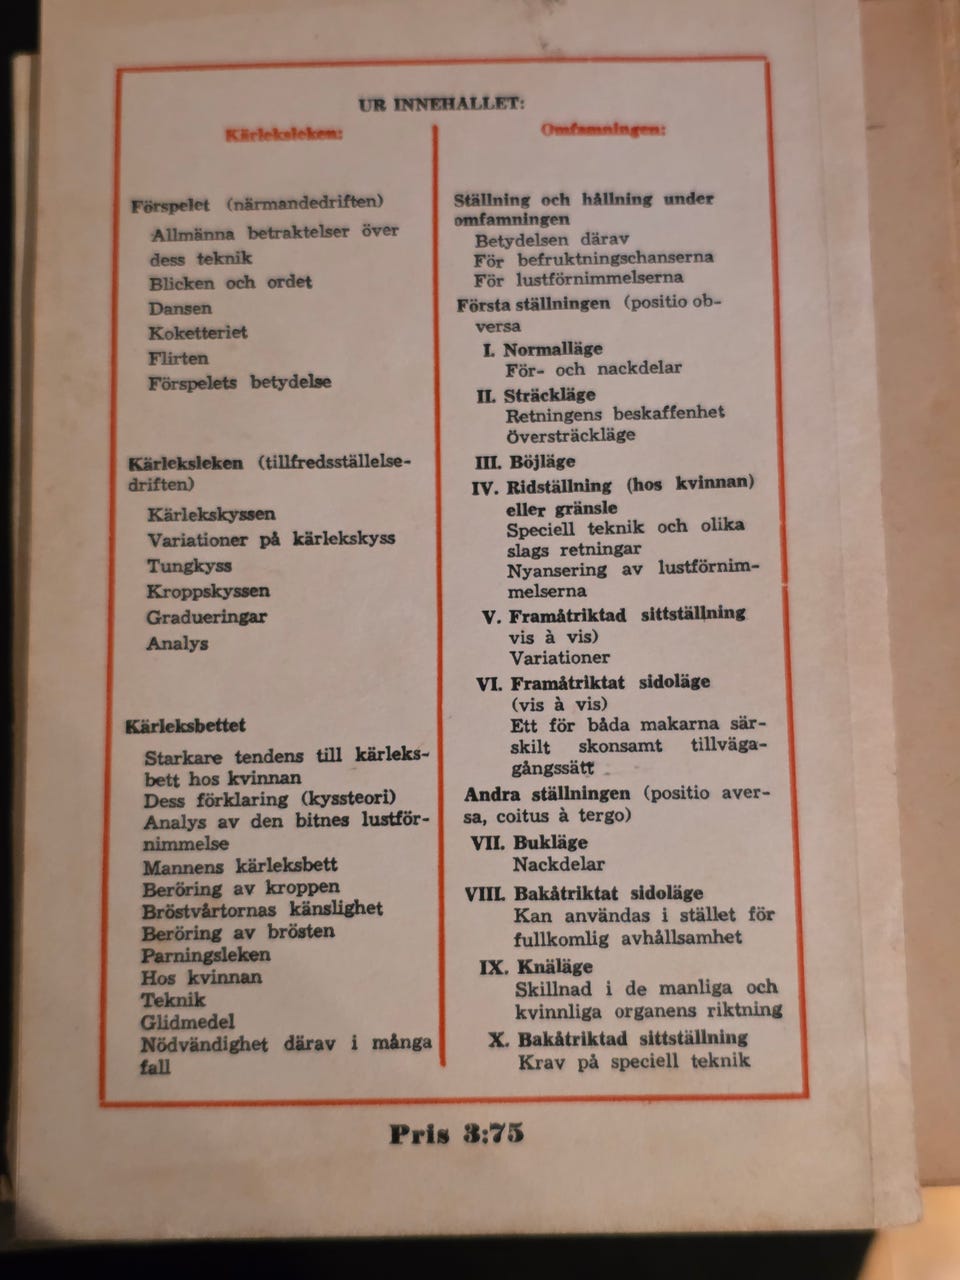 UR INNEHALLET:
Kärleksleken:
Förspelet (närmandedriften)
Allmänna betraktelser över
dess teknik
Blicken och ordet
Dansen
Koketteriet
Flirten
Förspelets betydelse
Kärleksleken (tillfredsställelse-
driften)
Kärlekskyssen
Variationer på kärlekskyss
Tungkyss
Kroppskyssen
Gradueringar
Analys
Kärleksbettet
Starkare tendens till kärleks-
bett hos kvinnan
Dess förklaring (kyssteori)
Analys av den bitnes lustför-
nimmelse
Mannens kärleksbett
Beröring av kroppen
Bröstvårtornas känslighet
Beröring av brösten
Parningsleken
Hos kvinnan
Teknik
Glidmedel
Nödvändighet därav i många
fall
Omfamningen:
Ställning och hållning under
omfamningen
Betydelsen därav
För befruktningschanserna
För lustförnimmelserna
Första ställningen (positio ob-
versa
I. Normalläge
För- och nackdelar
II. Sträckläge
Retningens beskaffenhet
Översträckläge
III. Böjläge
IV. Ridställning (hos kvinnan)
eller gränsle
Speciell teknik och olika
slags retningar
Nyansering av lustförnim-
melserna
V. Framåtriktad sittställning
vis à vis)
Variationer
VI. Framåtriktat sidoläge
(vis à vis)
Ett för båda makarna sär-
skilt skonsamt tillväga-
gångssätt
Andra ställningen (positio aver-
sa, coitus à tergo)
VII. Bukläge
Nackdelar
VIII. Bakåtriktat sidoläge
Kan användas i stället för
fullkomlig avhållsamhet
IX. Knäläge
Skillnad i de manliga och
kvinnliga organens riktning
X. Bakåtriktad sittställning
Krav på speciell teknik
Pris 3:75